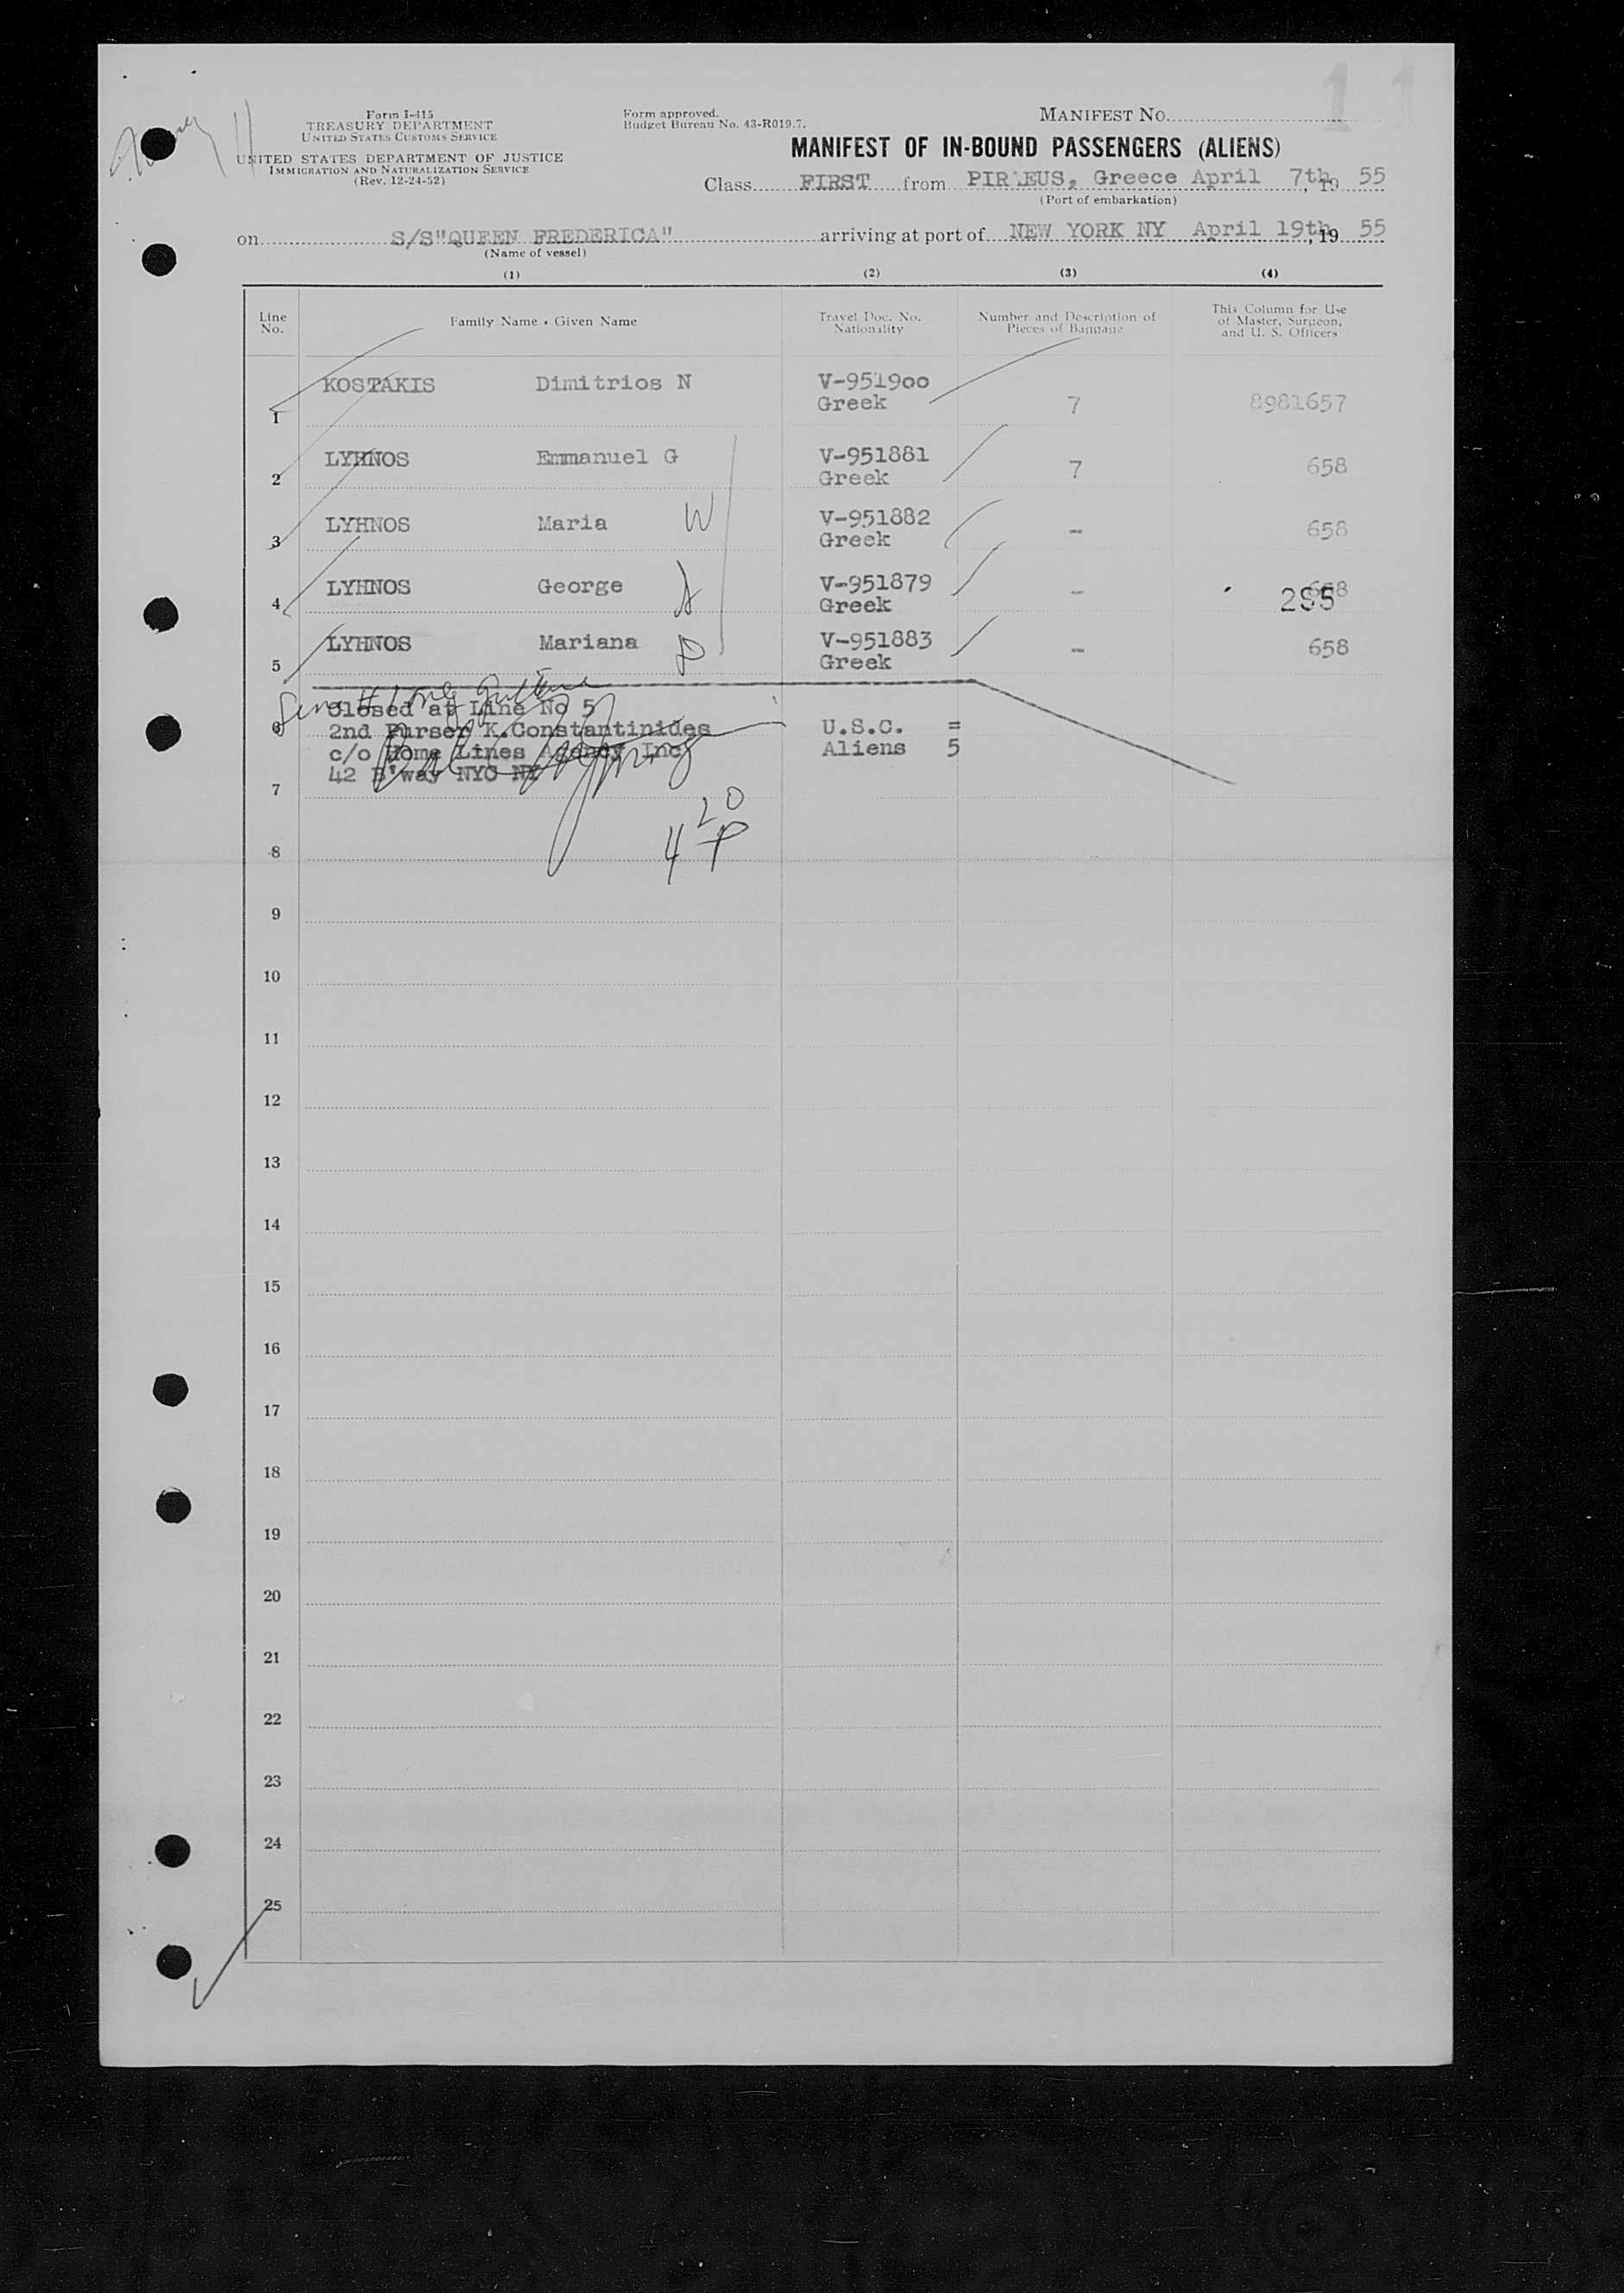 11
Form I-415
TREASURY DEPARTMENT
UNITED STATES CUSTOMS SERVICE
UNITED STATES DEPARTMENT OF JUSTICE
IMMIGRATION AND NATURALIZATION SERVICE
(Rev. 12-24-52)
Form approved.
Budget Bureau No. 43-R019.7.
MANIFEST NO.
MANIFEST OF IN-BOUND PASSENGERS (ALIENS)
Class FIRST from PIRAEUS, Greece April 7th, 19 55
(Port of embarkation)
on S/S"QUEEN FREDERICA" arriving at port of NEW YORK NY April 19th, 19 55
(Name of vessel)
(1) (2) (3) (4)
Line No. Family Name • Given Name Travel Doc. No. Nationality Number and Description of Pieces of Baggage This Column for Use of Master, Surgeon, and U. S. Officers
1 KOSTAKIS Dimitrios N V-951900 Greek 7 8981657
2 LYHNOS Emmanuel G V-951881 Greek 7 658
3 LYHNOS Maria W V-951882 Greek - 658
4 LYHNOS George V-951879 Greek - 658 295
5 LYHNOS Mariana D V-951883 Greek - 658
Closed at Line No 5
6 2nd Purser K.Constantinides U.S.C. =
c/o Home Lines Agency Inc Aliens 5
42 B'way NYC NY
7
4 20 P
8
9
10
11
12
13
14
15
16
17
18
19
20
21
22
23
24
25